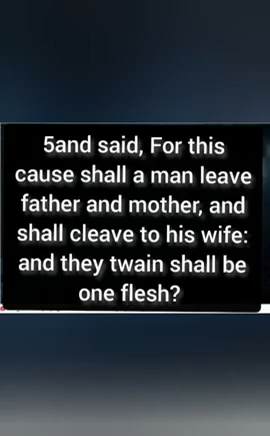 5and said, For this
cause shall a man leave
father and mother, and
shall cleave to his wife:
and they twain shall be
one flesh?